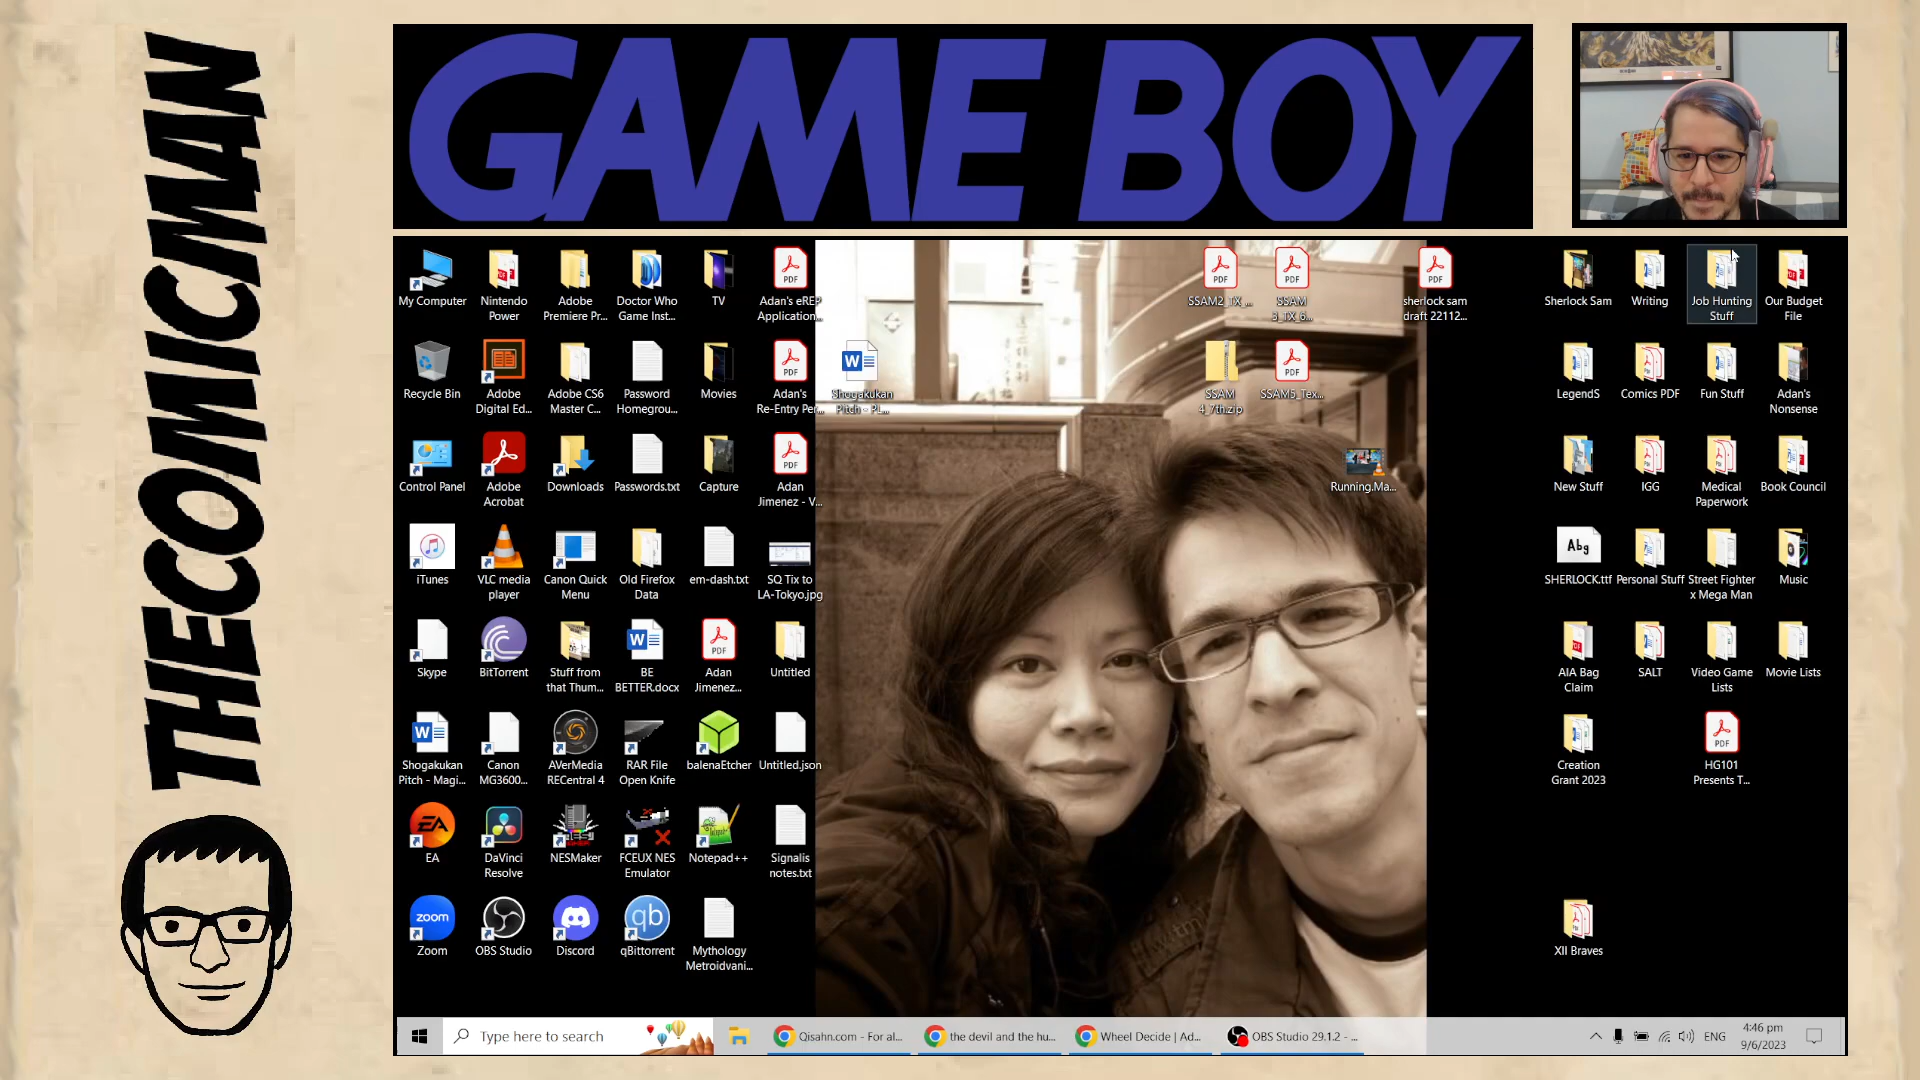 THECOMICMAN
GAME BOY
My Computer
Nintendo
Power
Adobe
Premiere Pr...
Doctor Who
Game Inst...
TV
Adan's eREP
Application...
SSAM2_TX_...
SSAM
3_TX_6...
sherlock sam
draft 22112...
Sherlock Sam
Writing
Job Hunting
Stuff
Our Budget
File
Recycle Bin
Adobe
Digital Ed...
Adobe CS6
Master C...
Password
Homegrou...
Movies
Adan's
Re-Entry Per...
Shogakukan
Pitch - Pl...
SSAM
4_7th.zip
SSAM5_Tex...
LegendS
Comics PDF
Fun Stuff
Adan's
Nonsense
Control Panel
Adobe
Acrobat
Downloads
Passwords.txt
Capture
Adan
Jimenez - V...
Running.Ma...
New Stuff
IGG
Medical
Paperwork
Book Council
iTunes
VLC media
player
Canon Quick
Menu
Old Firefox
Data
em-dash.txt
SQ Tix to
LA-Tokyo.jpg
Abg
SHERLOCK.ttf
Personal Stuff
Street Fighter
x Mega Man
Music
Skype
BitTorrent
Stuff from
that Thum...
BE
BETTER.docx
Adan
Jimenez...
Untitled
AIA Bag
Claim
SALT
Video Game
Lists
Movie Lists
Shogakukan
Pitch - Magi...
Canon
MG3600...
AVerMedia
RECentral 4
RAR File
Open Knife
balenaEtcher
Untitled.json
Creation
Grant 2023
PDF
HG101
Presents T...
EA
DaVinci
Resolve
NESMaker
FCEUX NES
Emulator
Notepad++
Signalis
notes.txt
zoom
Zoom
OBS Studio
Discord
qb
qBittorrent
Mythology
Metroidvani...
XII Braves
Type here to search
Qisahn.com - For al...
the devil and the hu...
Wheel Decide | Ad...
OBS Studio 29.1.2 - ...
ENG
4:46 pm
9/6/2023